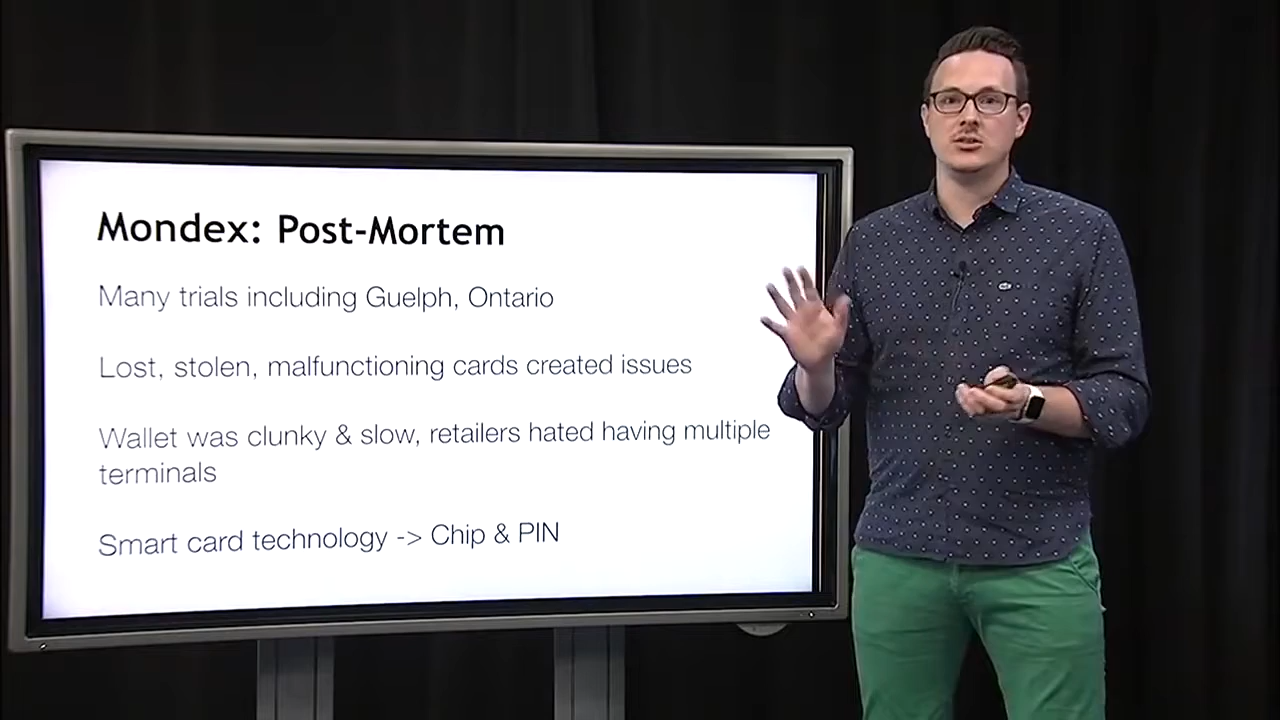 Mondex: Post-Mortem
Many trials including Guelph, Ontario
Lost, stolen, malfunctioning cards created issues
Wallet was clunky & slow, retailers hated having multiple
terminals
Smart card technology -> Chip & PIN